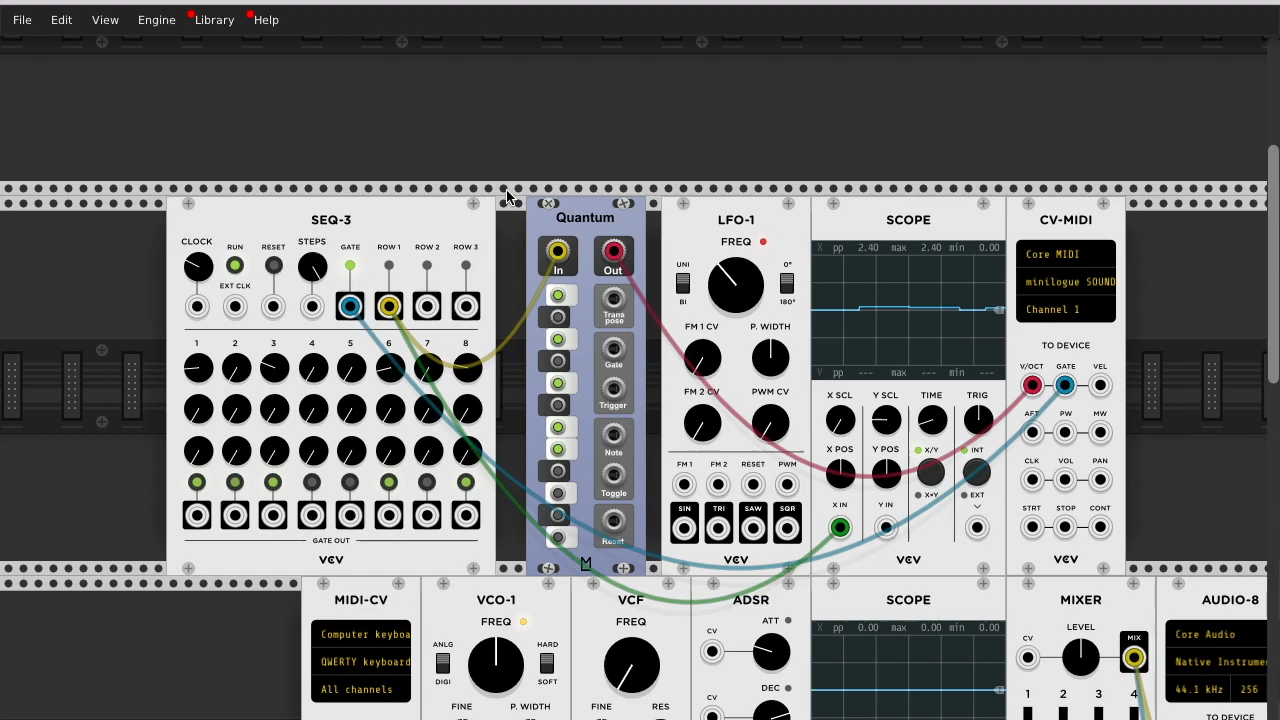 File Edit View Engine Library Help
SEQ-3
CLOCK RUN RESET STEPS GATE ROW 1 ROW 2 ROW 3
EXT CLK
1 2 3 4 5 6 7 8
GATE OUT
VCV
Quantum
In Out
Trans
pose
Gate
Trigger
Note
Toggle
Reset
M
LFO-1
FREQ
UNI 0°
BI 180°
FM 1 CV P. WIDTH
FM 2 CV PWM CV
FM 1 FM 2 RESET PWM
SIN TRI SAW SQR
VCV
SCOPE
X pp 2.40 max 2.40 min 0.00
Y pp --- max --- min ---
X SCL Y SCL TIME TRIG
X POS Y POS X/Y INT
X×Y EXT
X IN Y IN
VCV
CV-MIDI
Core MIDI
minilogue SOUND
Channel 1
TO DEVICE
V/OCT GATE VEL
AFT PW MW
CLK VOL PAN
STRT STOP CONT
VCV
MIDI-CV
Computer keyboa
QWERTY keyboard
All channels
VCO-1
FREQ
ANLG HARD
DIGI SOFT
FINE P. WIDTH
VCF
FREQ
FINE RES
ADSR
ATT
CV
DEC
CV
SCOPE
X pp 0.00 max 0.00 min 0.00
MIXER
LEVEL
CV MIX
1 2 3 4
AUDIO-8
Core Audio
Native Instrume
44.1 kHz 256
TO DEVICE